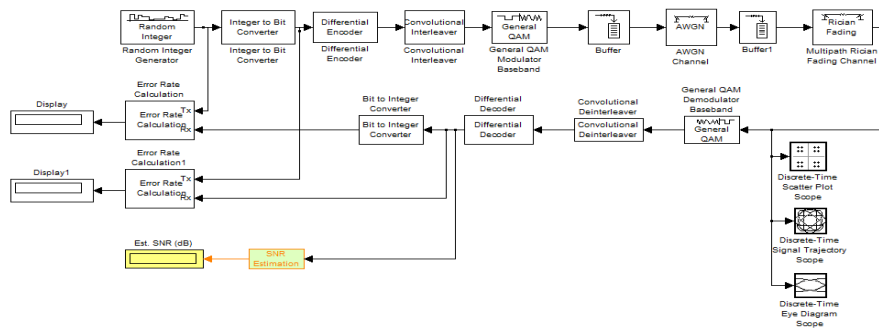 Random
Integer
Random Integer
Generator
Integer to Bit
Converter
Integer to Bit
Converter
Differential
Encoder
Differential
Encoder
Convolutional
Interleaver
Convolutional
Interleaver
General
QAM
General QAM
Modulator
Baseband
Buffer
AWGN
AWGN
Channel
Buffer1
Rician
Fading
Multipath Rician
Fading Channel
Display
Error Rate
Calculation
Error Rate
Calculation
Tx
Rx
Bit to Integer
Converter
Bit to Integer
Converter
Differential
Decoder
Differential
Decoder
Convolutional
Deinterleaver
Convolutional
Deinterleaver
General QAM
Demodulator
Baseband
General
QAM
Display1
Error Rate
Calculation1
Error Rate
Calculation
Tx
Rx
Discrete-Time
Scatter Plot
Scope
Discrete-Time
Signal Trajectory
Scope
Est. SNR (dB)
SNR
Estimation
Discrete-Time
Eye Diagram
Scope